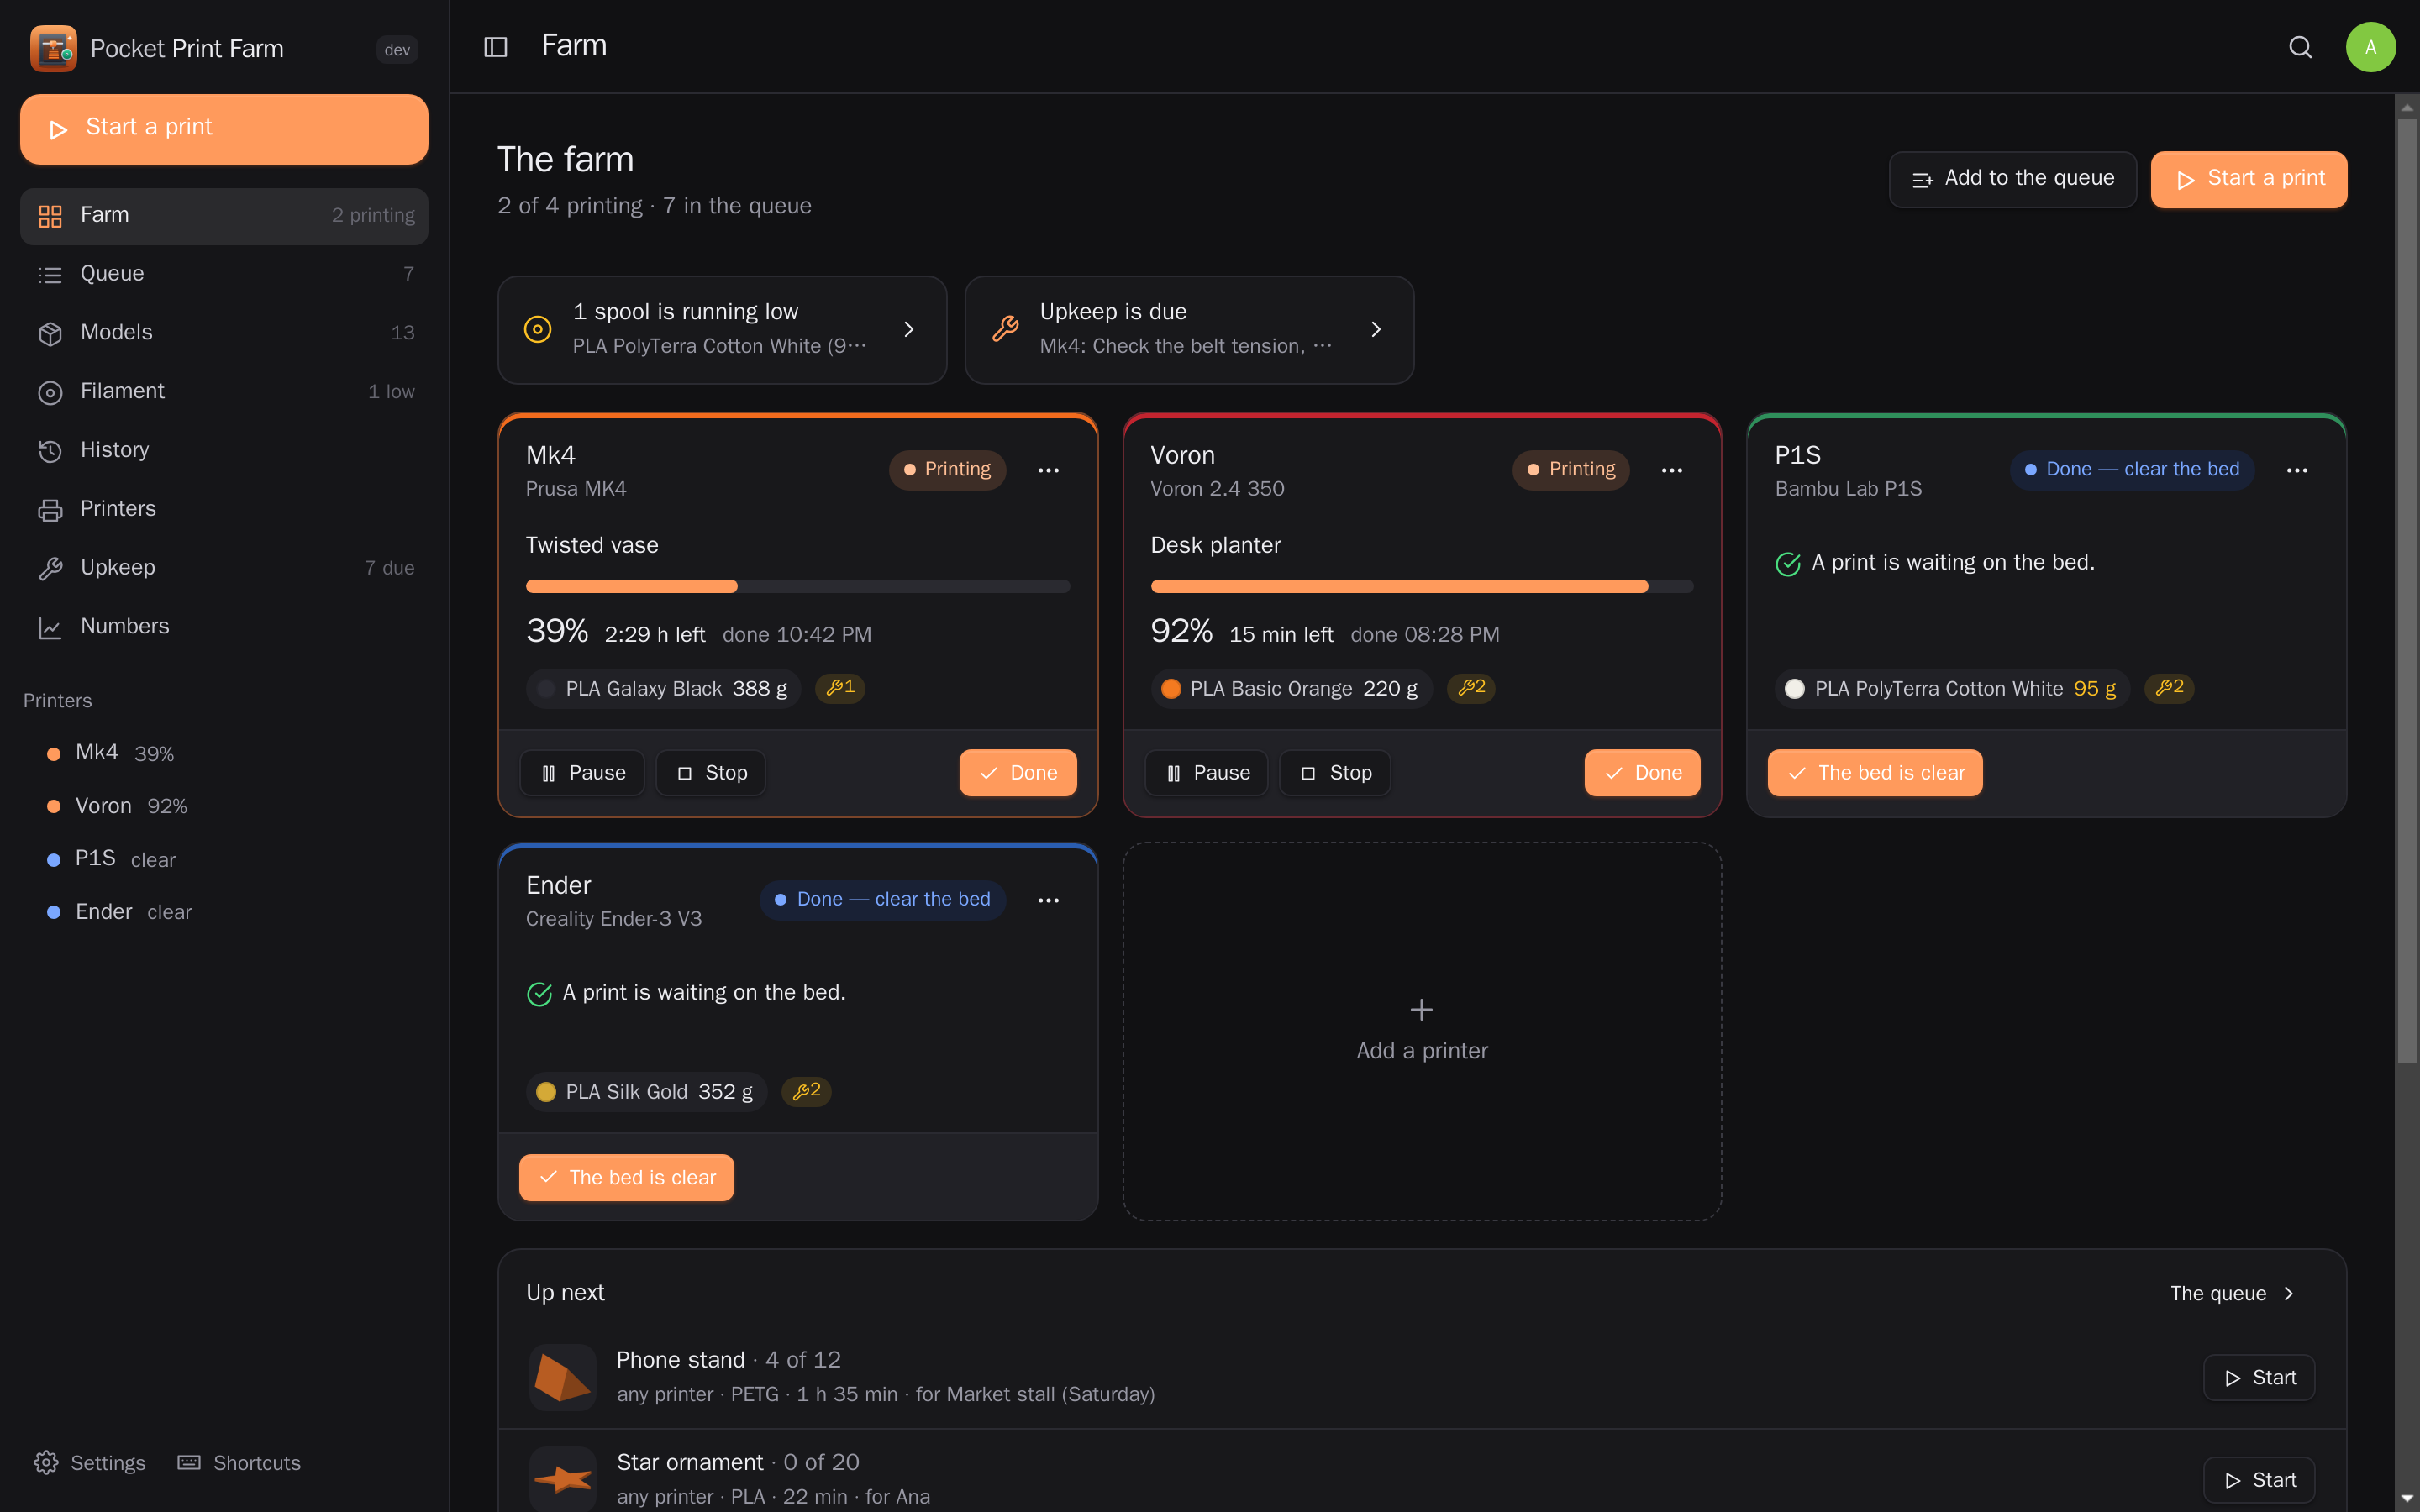 Pocket Print Farm
dev
Start a print
Farm
2 printing
Queue
7
Models
13
Filament
1 low
History
Printers
Upkeep
7 due
Numbers
Printers
Mk4 39%
Voron 92%
P1S clear
Ender clear
Settings
Shortcuts
Farm
A
The farm
2 of 4 printing · 7 in the queue
Add to the queue
Start a print
1 spool is running low
PLA PolyTerra Cotton White (9…
Upkeep is due
Mk4: Check the belt tension, …
Mk4
Prusa MK4
Printing
Twisted vase
39% 2:29 h left done 10:42 PM
PLA Galaxy Black 388 g
1
Pause
Stop
Done
Voron
Voron 2.4 350
Printing
Desk planter
92% 15 min left done 08:28 PM
PLA Basic Orange 220 g
2
Pause
Stop
Done
P1S
Bambu Lab P1S
Done — clear the bed
A print is waiting on the bed.
PLA PolyTerra Cotton White 95 g
2
The bed is clear
Ender
Creality Ender-3 V3
Done — clear the bed
A print is waiting on the bed.
PLA Silk Gold 352 g
2
The bed is clear
Add a printer
Up next
The queue
Phone stand · 4 of 12
any printer · PETG · 1 h 35 min · for Market stall (Saturday)
Start
Star ornament · 0 of 20
any printer · PLA · 22 min · for Ana
Start